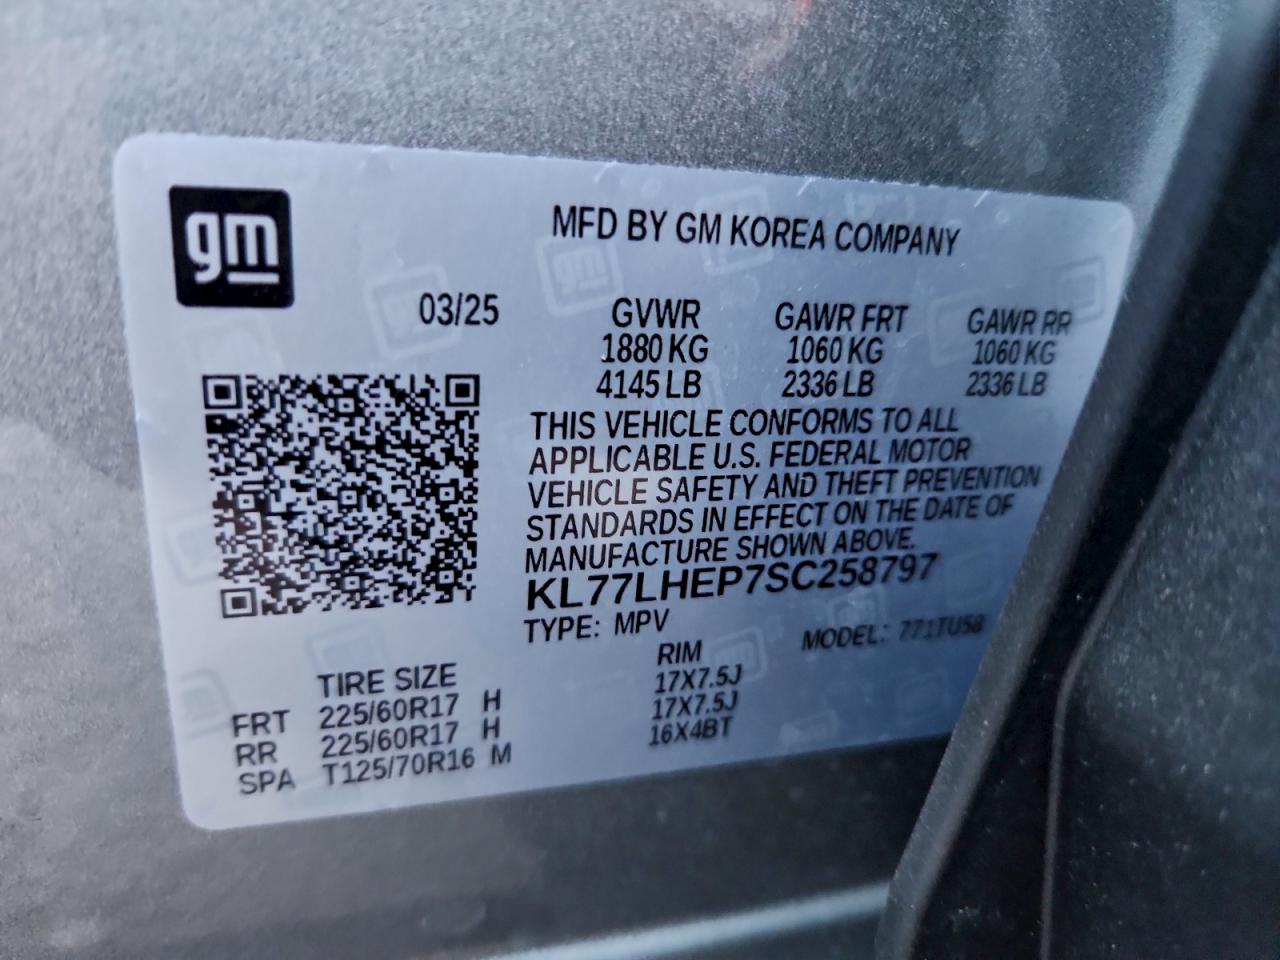 gm
MFD BY GM KOREA COMPANY
03/25 GVWR GAWR FRT GAWR RR
1880 KG 1060 KG 1060 KG
4145 LB 2336 LB 2336 LB
THIS VEHICLE CONFORMS TO ALL
APPLICABLE U.S. FEDERAL MOTOR
VEHICLE SAFETY AND THEFT PREVENTION
STANDARDS IN EFFECT ON THE DATE OF
MANUFACTURE SHOWN ABOVE.
KL77LHEP7SC258797
TYPE: MPV MODEL: 771TU58
TIRE SIZE RIM
FRT 225/60R17 H 17X7.5J
RR 225/60R17 H 17X7.5J
SPA T125/70R16 M 16X4BT